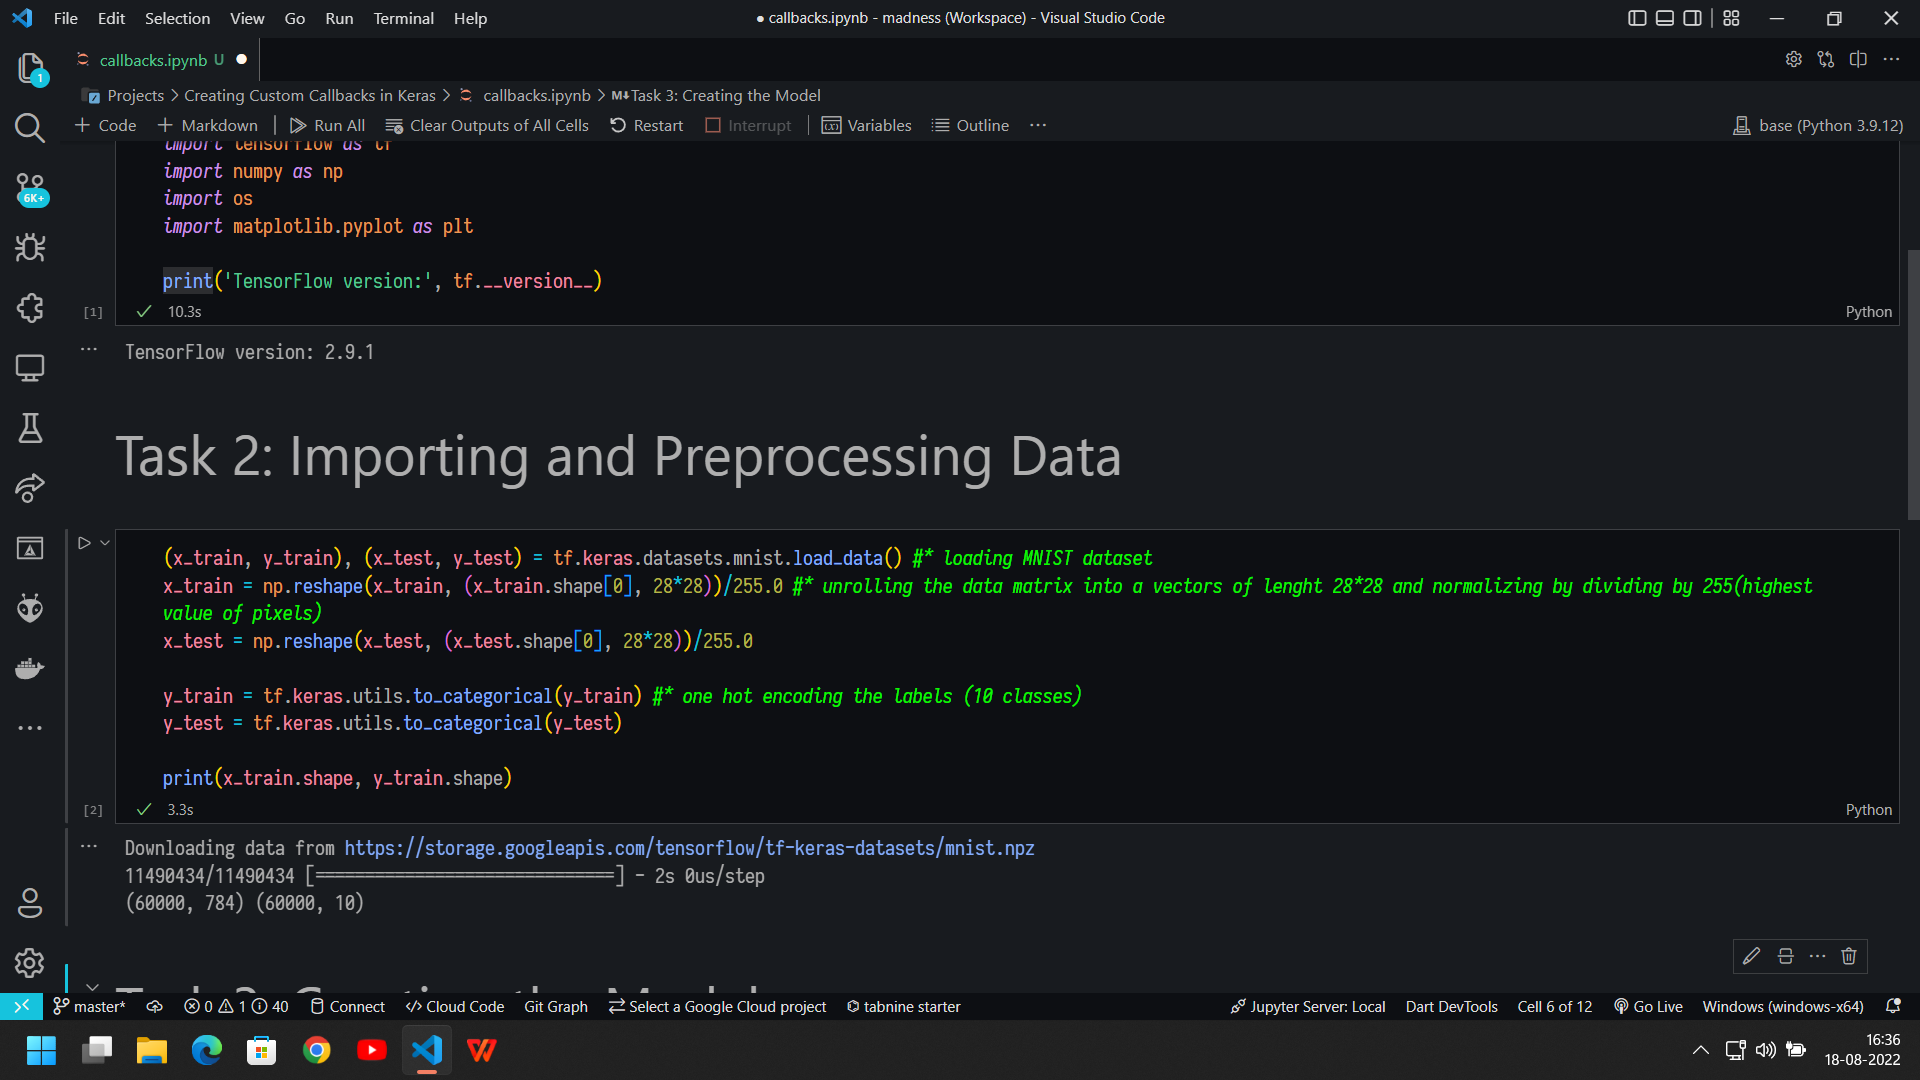 File Edit Selection View Go Run Terminal Help
● callbacks.ipynb - madness (Workspace) - Visual Studio Code
callbacks.ipynb U ●
Projects > Creating Custom Callbacks in Keras > callbacks.ipynb > M↓Task 3: Creating the Model
+ Code + Markdown Run All Clear Outputs of All Cells Restart Interrupt Variables Outline ···
base (Python 3.9.12)
1
6K+
import tensorflow as tf
import numpy as np
import os
import matplotlib.pyplot as plt
print('TensorFlow version:', tf.__version__)
[1] ✓ 10.3s Python
TensorFlow version: 2.9.1
Task 2: Importing and Preprocessing Data
(x_train, y_train), (x_test, y_test) = tf.keras.datasets.mnist.load_data() #* loading MNIST dataset
x_train = np.reshape(x_train, (x_train.shape[0], 28*28))/255.0 #* unrolling the data matrix into a vectors of lenght 28*28 and normalizing by dividing by 255(highest
value of pixels)
x_test = np.reshape(x_test, (x_test.shape[0], 28*28))/255.0
y_train = tf.keras.utils.to_categorical(y_train) #* one hot encoding the labels (10 classes)
y_test = tf.keras.utils.to_categorical(y_test)
print(x_train.shape, y_train.shape)
[2] ✓ 3.3s Python
Downloading data from https://storage.googleapis.com/tensorflow/tf-keras-datasets/mnist.npz
11490434/11490434 [==============================] - 2s 0us/step
(60000, 784) (60000, 10)
Task 3: Creating the Model
master* 0 1 40 Connect Cloud Code Git Graph Select a Google Cloud project tabnine starter
Jupyter Server: Local Dart DevTools Cell 6 of 12 Go Live Windows (windows-x64)
16:36
18-08-2022